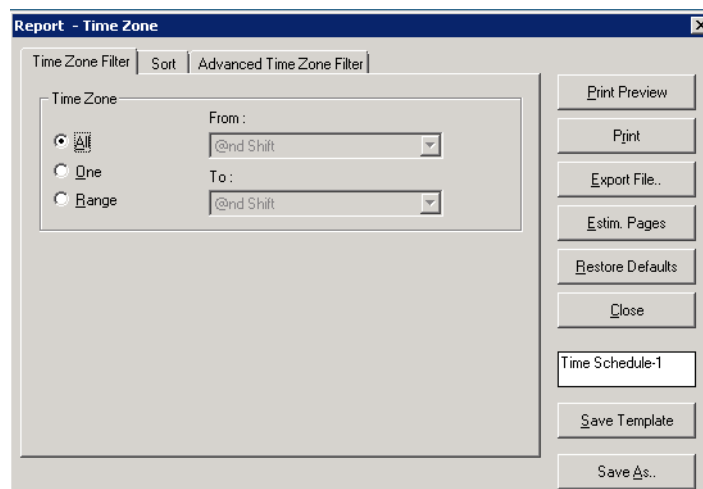 Report - Time Zone
Time Zone Filter Sort Advanced Time Zone Filter
Time Zone
All
One
Range
From :
@nd Shift
To :
@nd Shift
Print Preview
Print
Export File..
Estim. Pages
Restore Defaults
Close
Time Schedule-1
Save Template
Save As..